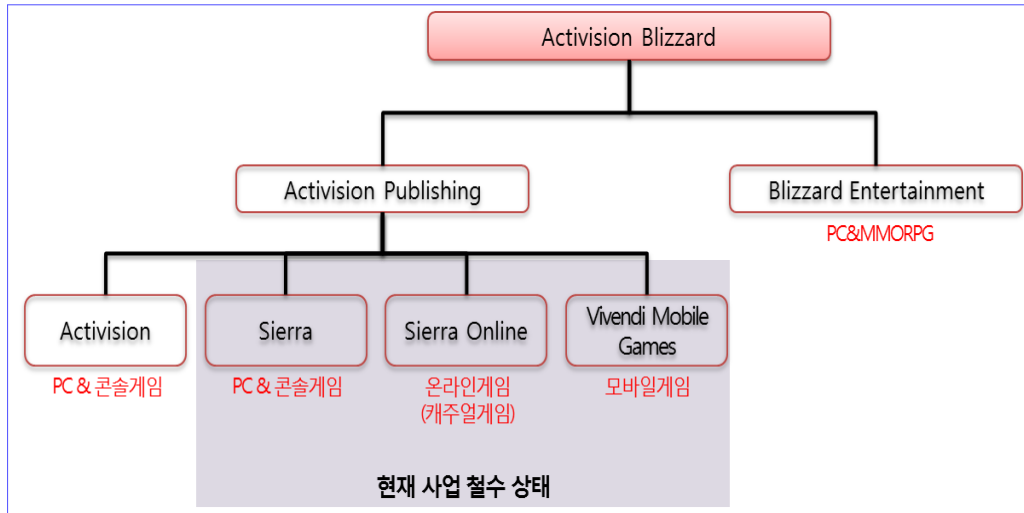 Activision Blizzard
Activision Publishing
Blizzard Entertainment
PC&MMORPG
Activision
Sierra
Sierra Online
Vivendi Mobile
Games
PC & 콘솔게임
PC & 콘솔게임
온라인게임
(캐주얼게임)
모바일게임
현재 사업 철수 상태